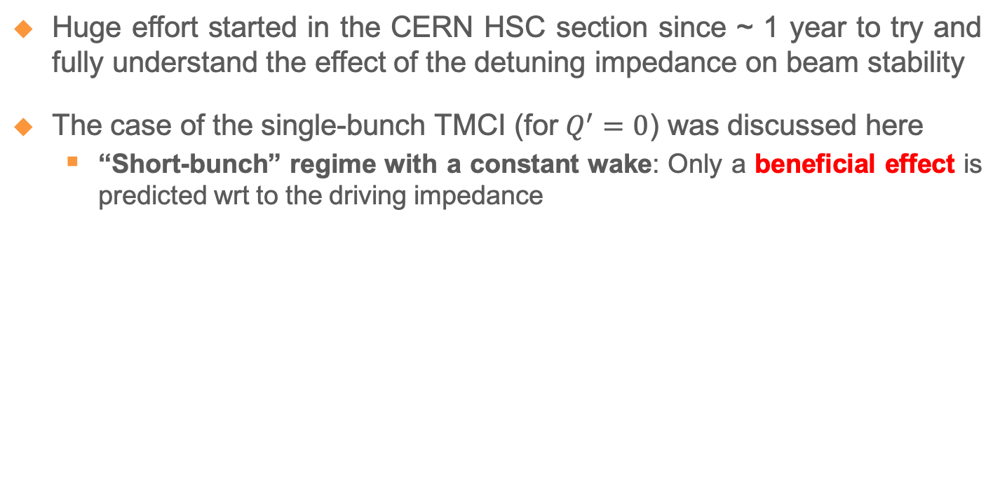 Huge effort started in the CERN HSC section since ~ 1 year to try and
fully understand the effect of the detuning impedance on beam stability
The case of the single-bunch TMCI (for Q′ = 0) was discussed here
“Short-bunch” regime with a constant wake: Only a beneficial effect is
predicted wrt to the driving impedance